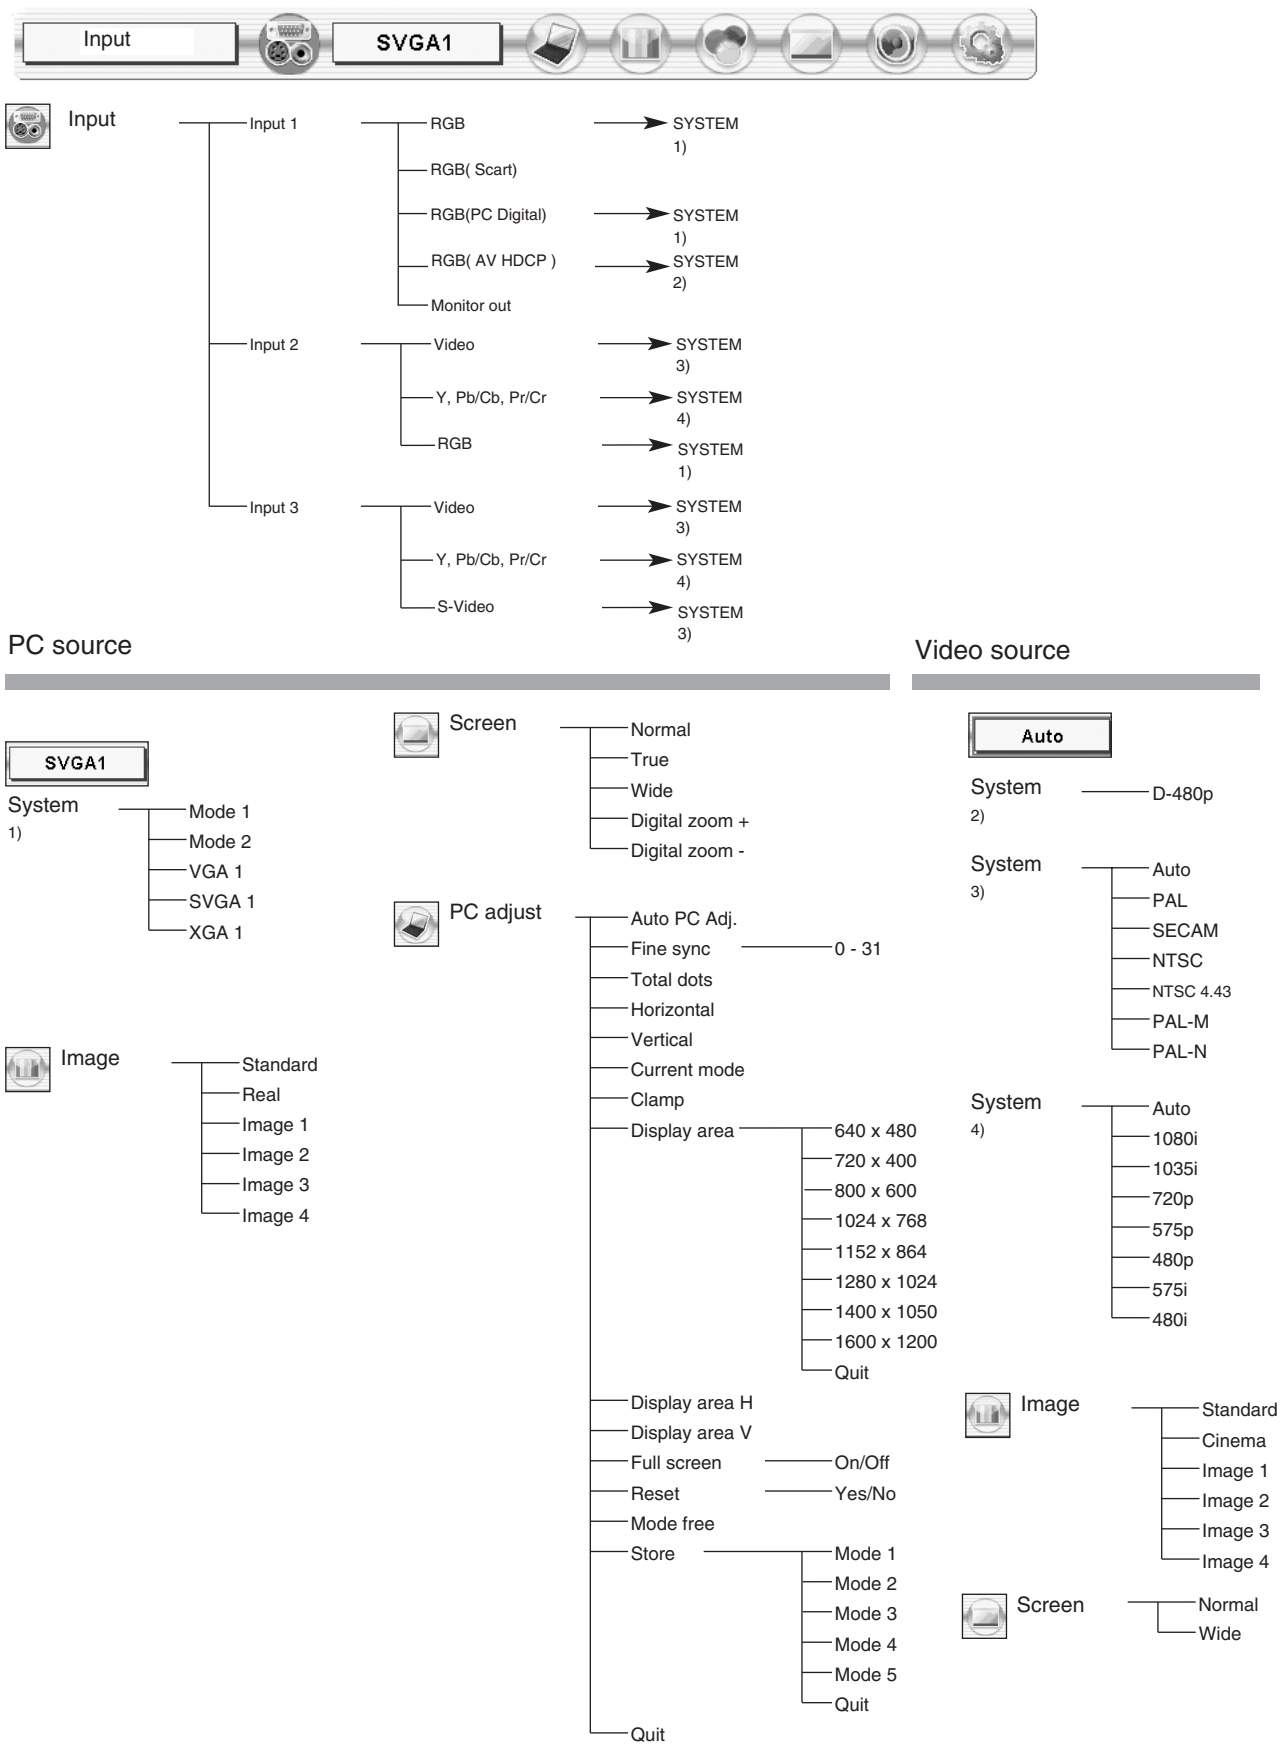 Input
SVGA1
Input
Input 1
RGB
SYSTEM
1)
RGB( Scart)
RGB(PC Digital)
SYSTEM
1)
RGB( AV HDCP )
SYSTEM
2)
Monitor out
Input 2
Video
SYSTEM
3)
Y, Pb/Cb, Pr/Cr
SYSTEM
4)
RGB
SYSTEM
1)
Input 3
Video
SYSTEM
3)
Y, Pb/Cb, Pr/Cr
SYSTEM
4)
S-Video
SYSTEM
3)
PC source
SVGA1
System
1)
Mode 1
Mode 2
VGA 1
SVGA 1
XGA 1
Image
Standard
Real
Image 1
Image 2
Image 3
Image 4
Screen
Normal
True
Wide
Digital zoom +
Digital zoom -
PC adjust
Auto PC Adj.
Fine sync
0 - 31
Total dots
Horizontal
Vertical
Current mode
Clamp
Display area
640 x 480
720 x 400
800 x 600
1024 x 768
1152 x 864
1280 x 1024
1400 x 1050
1600 x 1200
Quit
Display area H
Display area V
Full screen
On/Off
Reset
Yes/No
Mode free
Store
Mode 1
Mode 2
Mode 3
Mode 4
Mode 5
Quit
Quit
Video source
Auto
System
2)
D-480p
System
3)
Auto
PAL
SECAM
NTSC
NTSC 4.43
PAL-M
PAL-N
System
4)
Auto
1080i
1035i
720p
575p
480p
575i
480i
Image
Standard
Cinema
Image 1
Image 2
Image 3
Image 4
Screen
Normal
Wide